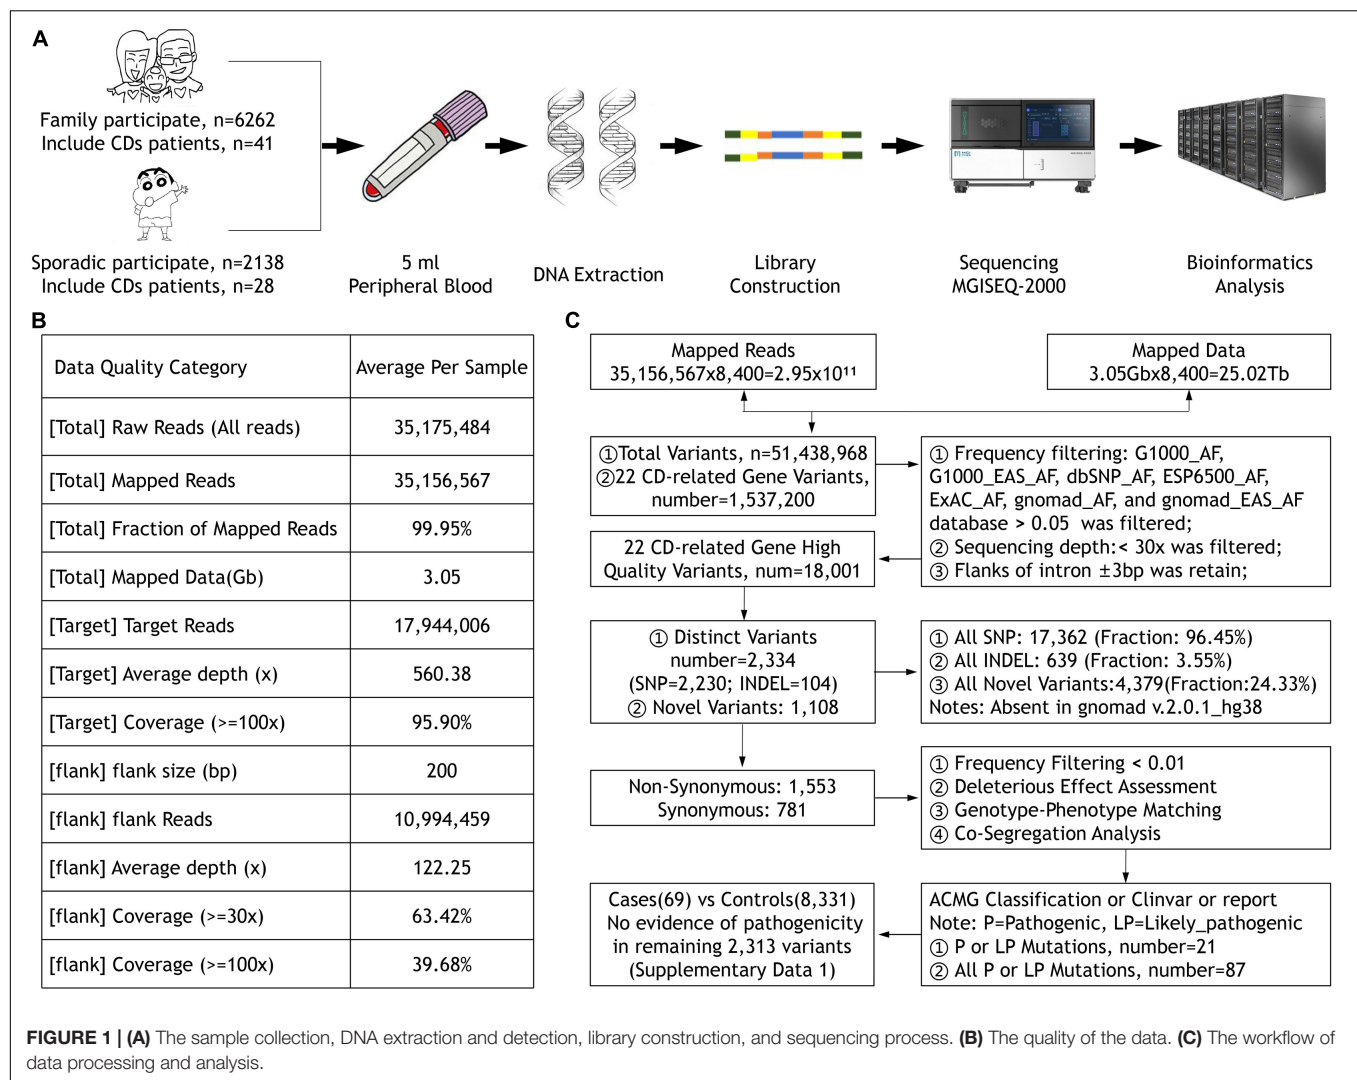 A
Family participate, n=6262
Include CDs patients, n=41
Sporadic participate, n=2138
Include CDs patients, n=28
5 ml
Peripheral Blood
DNA Extraction
Library
Construction
Sequencing
MGISEQ-2000
Bioinformatics
Analysis
B
Data Quality Category Average Per Sample
[Total] Raw Reads (All reads) 35,175,484
[Total] Mapped Reads 35,156,567
[Total] Fraction of Mapped Reads 99.95%
[Total] Mapped Data(Gb) 3.05
[Target] Target Reads 17,944,006
[Target] Average depth (x) 560.38
[Target] Coverage (>=100x) 95.90%
[flank] flank size (bp) 200
[flank] flank Reads 10,994,459
[flank] Average depth (x) 122.25
[flank] Coverage (>=30x) 63.42%
[flank] Coverage (>=100x) 39.68%
C
Mapped Reads
35,156,567x8,400=2.95x10¹¹
Mapped Data
3.05Gbx8,400=25.02Tb
①Total Variants, n=51,438,968
②22 CD-related Gene Variants,
number=1,537,200
① Frequency filtering: G1000_AF,
G1000_EAS_AF, dbSNP_AF, ESP6500_AF,
ExAC_AF, gnomad_AF, and gnomad_EAS_AF
database > 0.05 was filtered;
② Sequencing depth:< 30x was filtered;
③ Flanks of intron ±3bp was retain;
22 CD-related Gene High
Quality Variants, num=18,001
① Distinct Variants
number=2,334
(SNP=2,230; INDEL=104)
② Novel Variants: 1,108
① All SNP: 17,362 (Fraction: 96.45%)
② All INDEL: 639 (Fraction: 3.55%)
③ All Novel Variants:4,379(Fraction:24.33%)
Notes: Absent in gnomad v.2.0.1_hg38
Non-Synonymous: 1,553
Synonymous: 781
① Frequency Filtering < 0.01
② Deleterious Effect Assessment
③ Genotype-Phenotype Matching
④ Co-Segregation Analysis
Cases(69) vs Controls(8,331)
No evidence of pathogenicity
in remaining 2,313 variants
(Supplementary Data 1)
ACMG Classification or Clinvar or report
Note: P=Pathogenic, LP=Likely_pathogenic
① P or LP Mutations, number=21
② All P or LP Mutations, number=87
FIGURE 1 | (A) The sample collection, DNA extraction and detection, library construction, and sequencing process. (B) The quality of the data. (C) The workflow of
data processing and analysis.